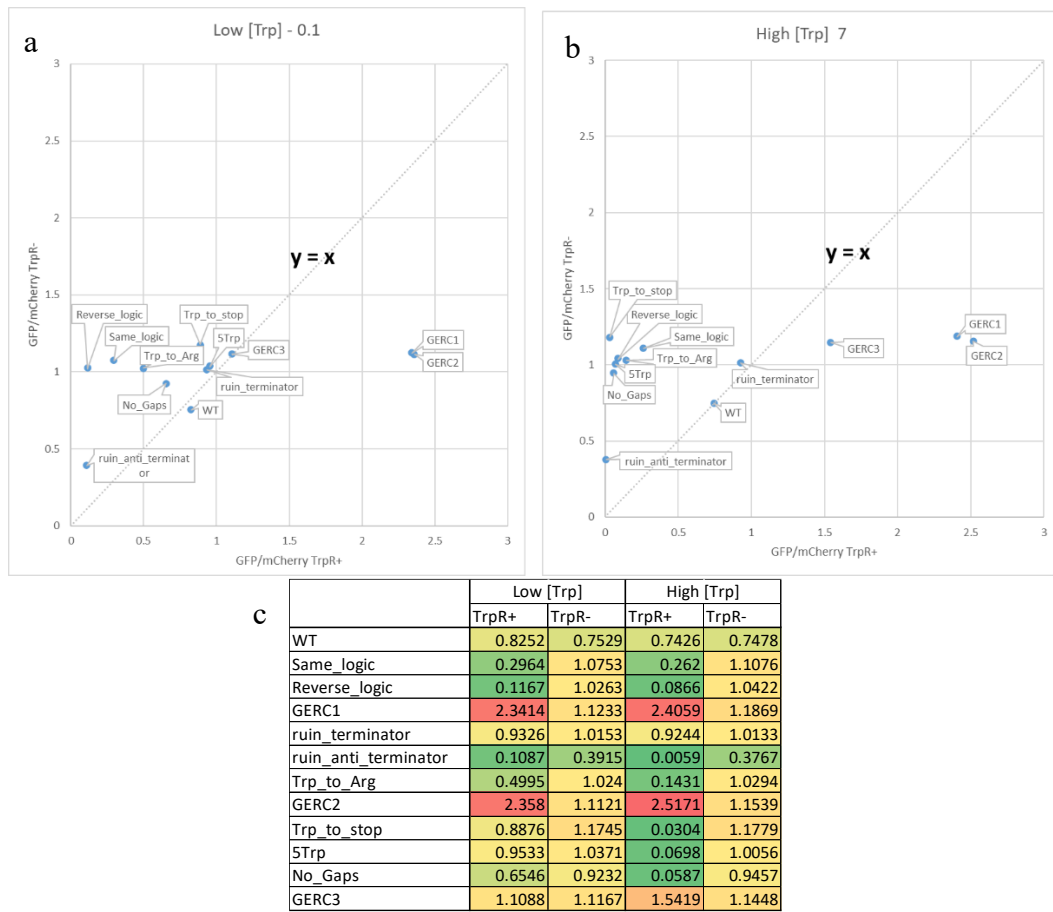 a
Low [Trp] - 0.1
3
2.5
2
1.5
1
0.5
0
0
0.5
1
1.5
2
2.5
3
GFP/mCherry TrpR-
GFP/mCherry TrpR+
y = x
Reverse_logic
Same_logic
Trp_to_stop
Trp_to_Arg
5Trp
GERC3
GERC1
GERC2
ruin_terminator
No_Gaps
WT
ruin_anti_terminat
or
b
High [Trp] 7
3
2.5
2
1.5
1
0.5
0
0
0.5
1
1.5
2
2.5
3
GFP/mCherry TrpR-
GFP/mCherry TrpR+
y = x
Trp_to_stop
Reverse_logic
Same_logic
Trp_to_Arg
5Trp
No_Gaps
GERC3
GERC1
GERC2
ruin_terminator
WT
ruin_anti_terminator
c
Low [Trp] High [Trp]
TrpR+ TrpR- TrpR+ TrpR-
WT 0.8252 0.7529 0.7426 0.7478
Same_logic 0.2964 1.0753 0.262 1.1076
Reverse_logic 0.1167 1.0263 0.0866 1.0422
GERC1 2.3414 1.1233 2.4059 1.1869
ruin_terminator 0.9326 1.0153 0.9244 1.0133
ruin_anti_terminator 0.1087 0.3915 0.0059 0.3767
Trp_to_Arg 0.4995 1.024 0.1431 1.0294
GERC2 2.358 1.1121 2.5171 1.1539
Trp_to_stop 0.8876 1.1745 0.0304 1.1779
5Trp 0.9533 1.0371 0.0698 1.0056
No_Gaps 0.6546 0.9232 0.0587 0.9457
GERC3 1.1088 1.1167 1.5419 1.1448